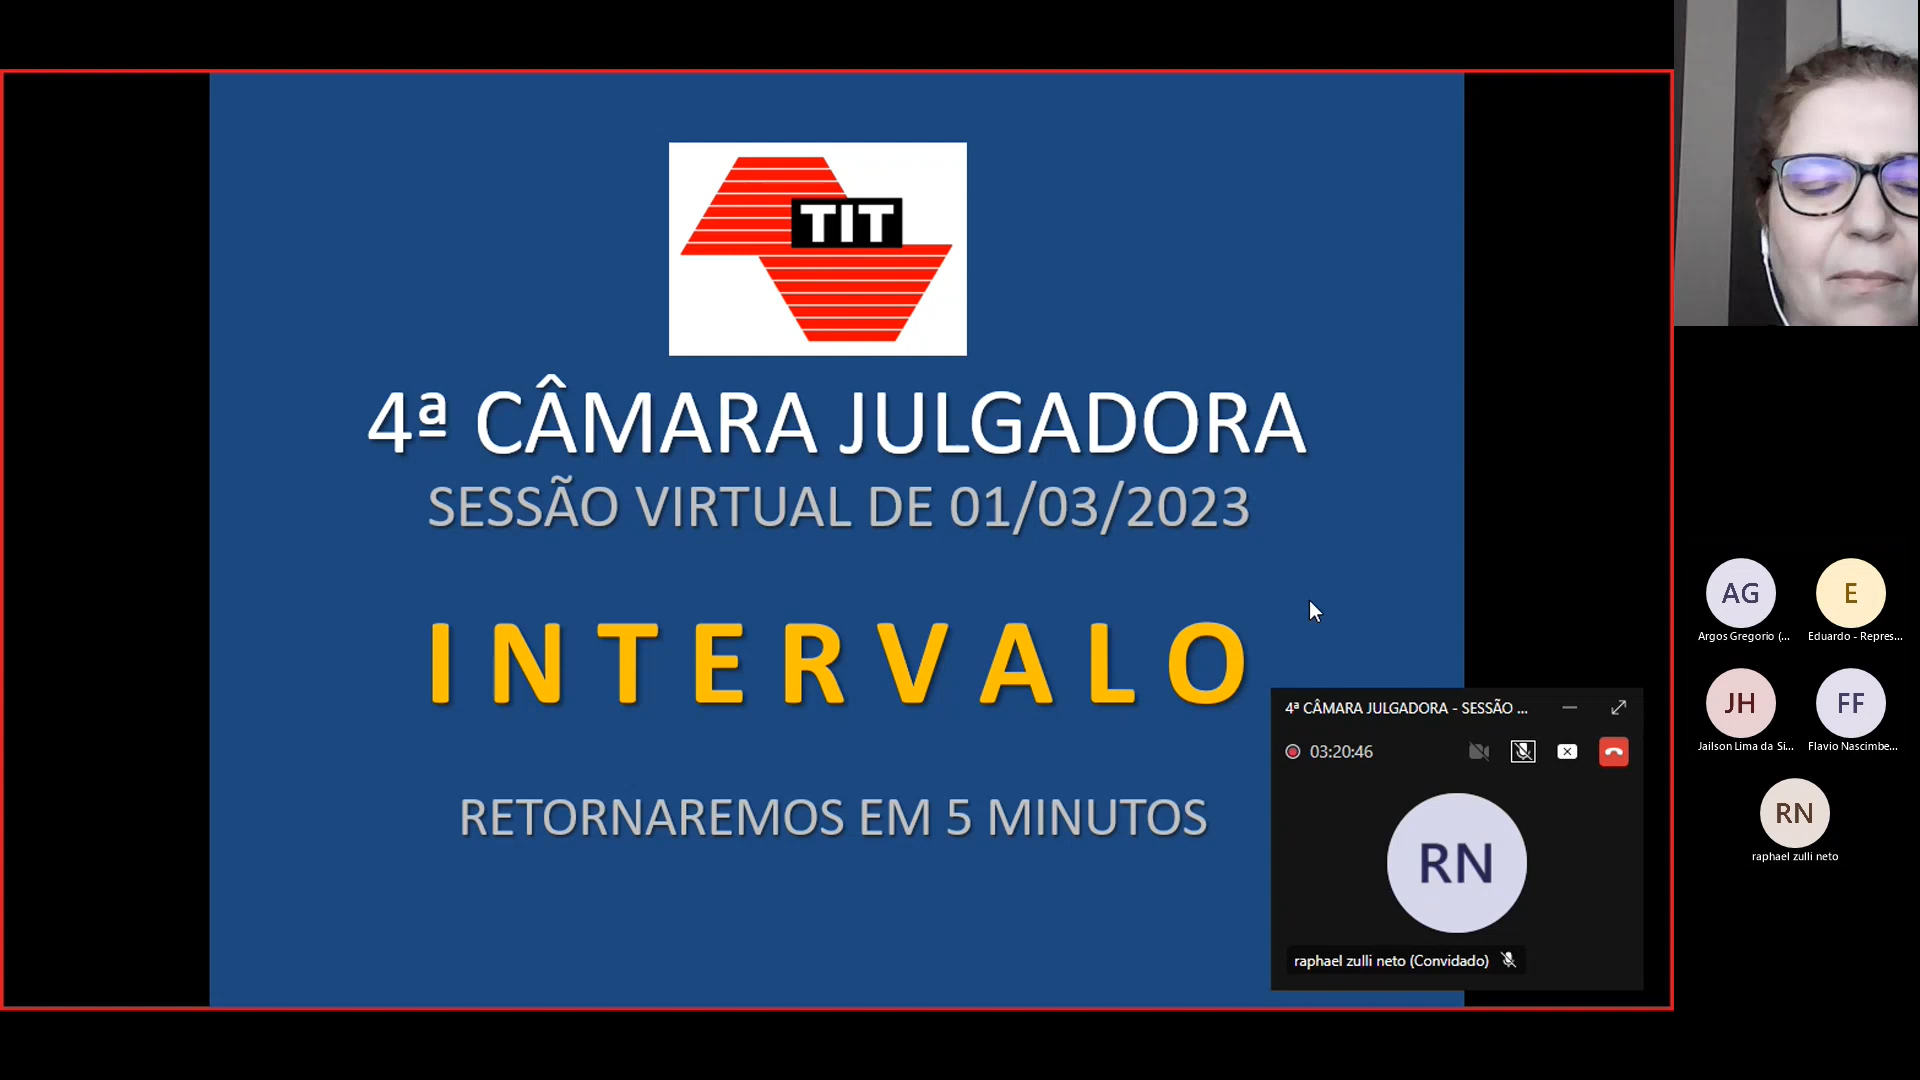 TIT
4ª CÂMARA JULGADORA
SESSÃO VIRTUAL DE 01/03/2023
INTERVALO
RETORNAREMOS EM 5 MINUTOS
4ª CÂMARA JULGADORA - SESSÃO ...
03:20:46
RN
raphael zulli neto (Convidado)
AG
E
Argos Gregorio (...
Eduardo - Repres...
JH
FF
Jailson Lima da Si...
Flavio Nascimbe...
RN
raphael zulli neto